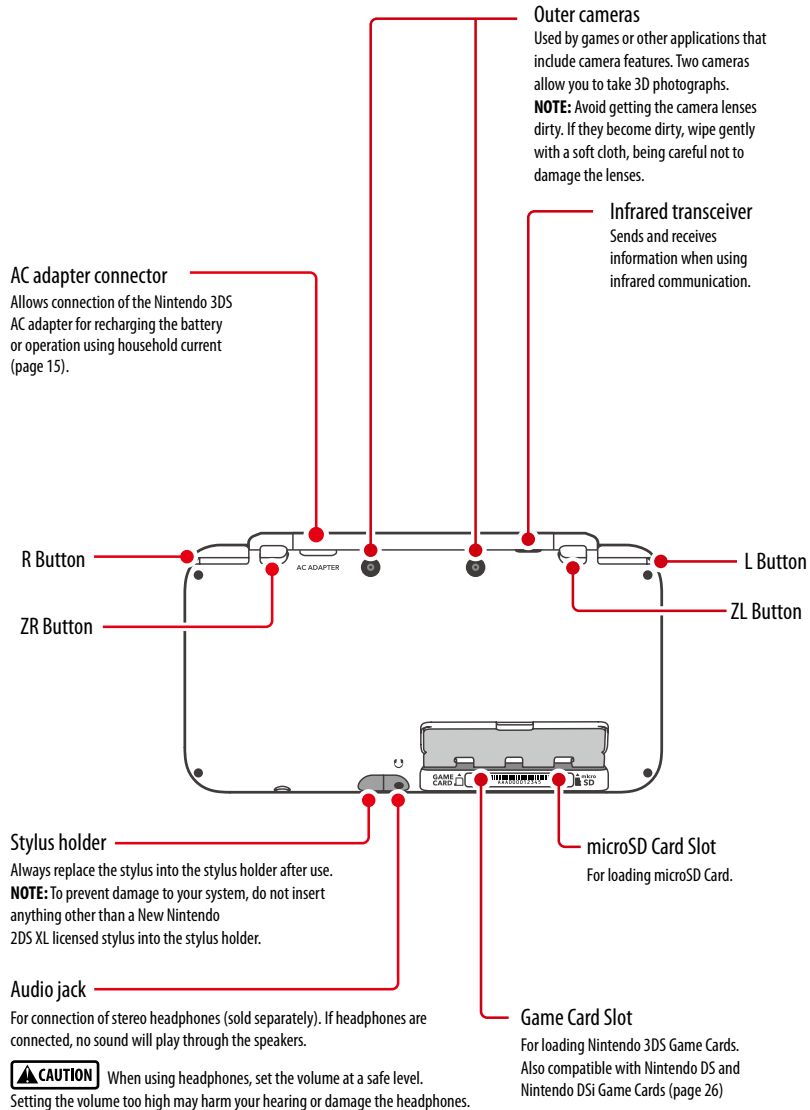 Outer cameras
Used by games or other applications that
include camera features. Two cameras
allow you to take 3D photographs.
NOTE: Avoid getting the camera lenses
dirty. If they become dirty, wipe gently
with a soft cloth, being careful not to
damage the lenses.
Infrared transceiver
Sends and receives
information when using
infrared communication.
AC adapter connector
Allows connection of the Nintendo 3DS
AC adapter for recharging the battery
or operation using household current
(page 15).
R Button
AC ADAPTER
L Button
ZR Button
ZL Button
GAME
CARD
AAA000012345
micro
SD
Stylus holder
Always replace the stylus into the stylus holder after use.
NOTE: To prevent damage to your system, do not insert
anything other than a New Nintendo
2DS XL licensed stylus into the stylus holder.
microSD Card Slot
For loading microSD Card.
Audio jack
For connection of stereo headphones (sold separately). If headphones are
connected, no sound will play through the speakers.
CAUTION When using headphones, set the volume at a safe level.
Setting the volume too high may harm your hearing or damage the headphones.
Game Card Slot
For loading Nintendo 3DS Game Cards.
Also compatible with Nintendo DS and
Nintendo DSi Game Cards (page 26)